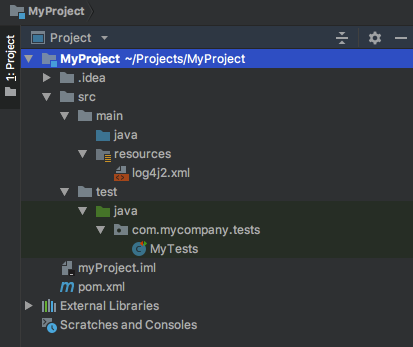 MyProject
Project
1: Project
MyProject ~/Projects/MyProject
.idea
src
main
java
resources
log4j2.xml
test
java
com.mycompany.tests
MyTests
myProject.iml
pom.xml
External Libraries
Scratches and Consoles